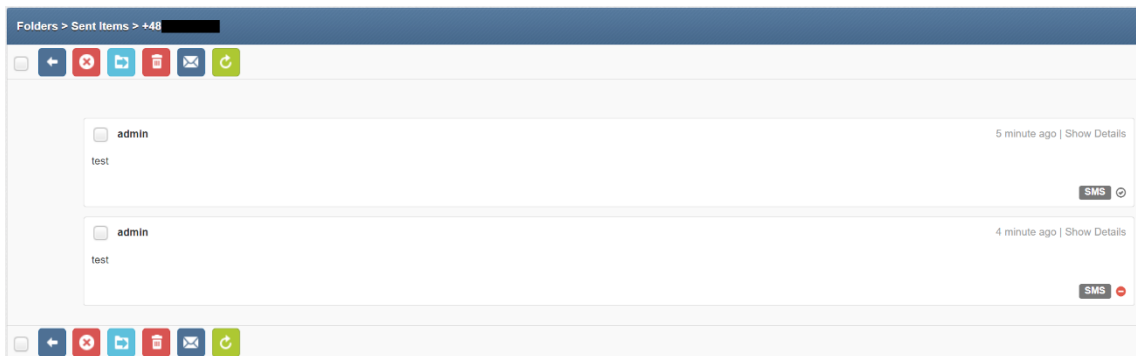 Folders > Sent Items > +48
admin
5 minute ago | Show Details
test
SMS
admin
4 minute ago | Show Details
test
SMS